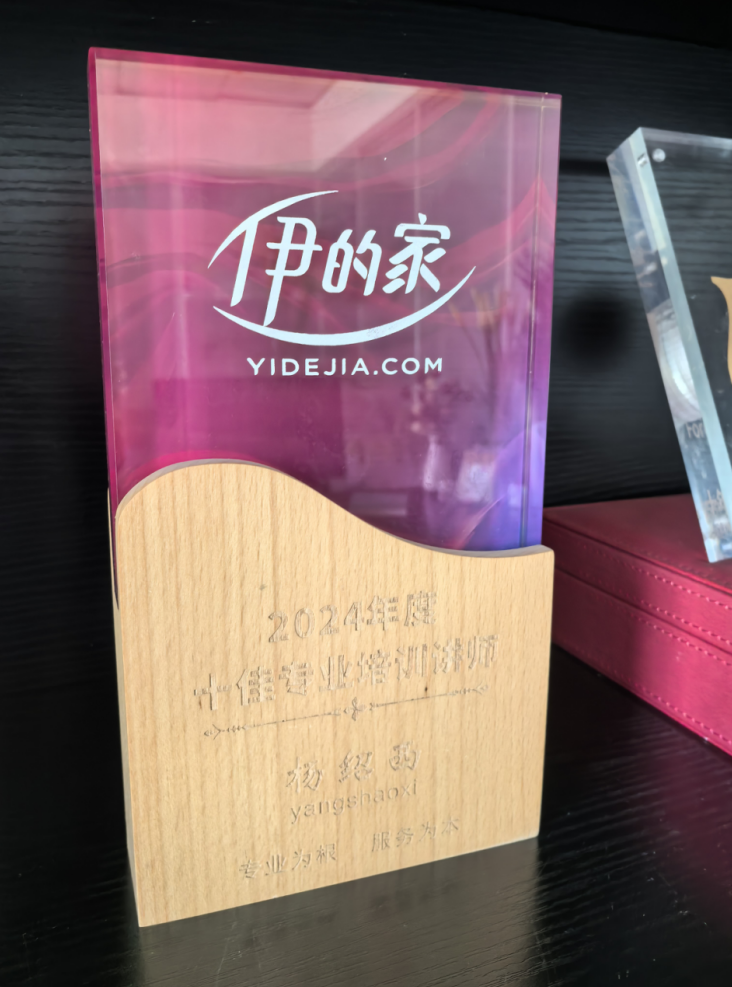 伊的家
YIDEJIA.COM
2024年度
十佳专业培训讲师
杨绍西
yangshaoxi
专业为根 服务为本